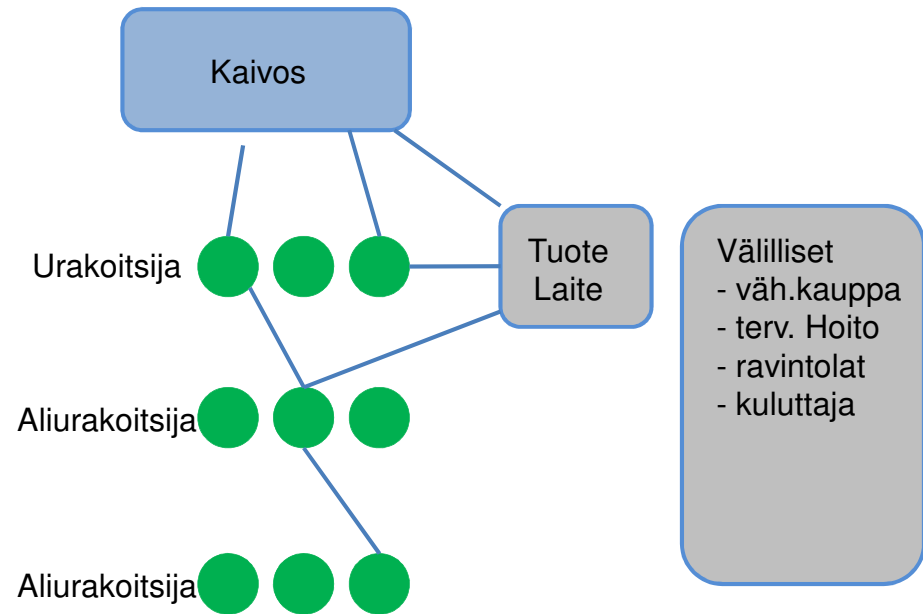 Kaivos
Urakoitsija
Tuote
Laite
Välilliset
- väh.kauppa
- terv. Hoito
- ravintolat
- kuluttaja
Aliurakoitsija
Aliurakoitsija